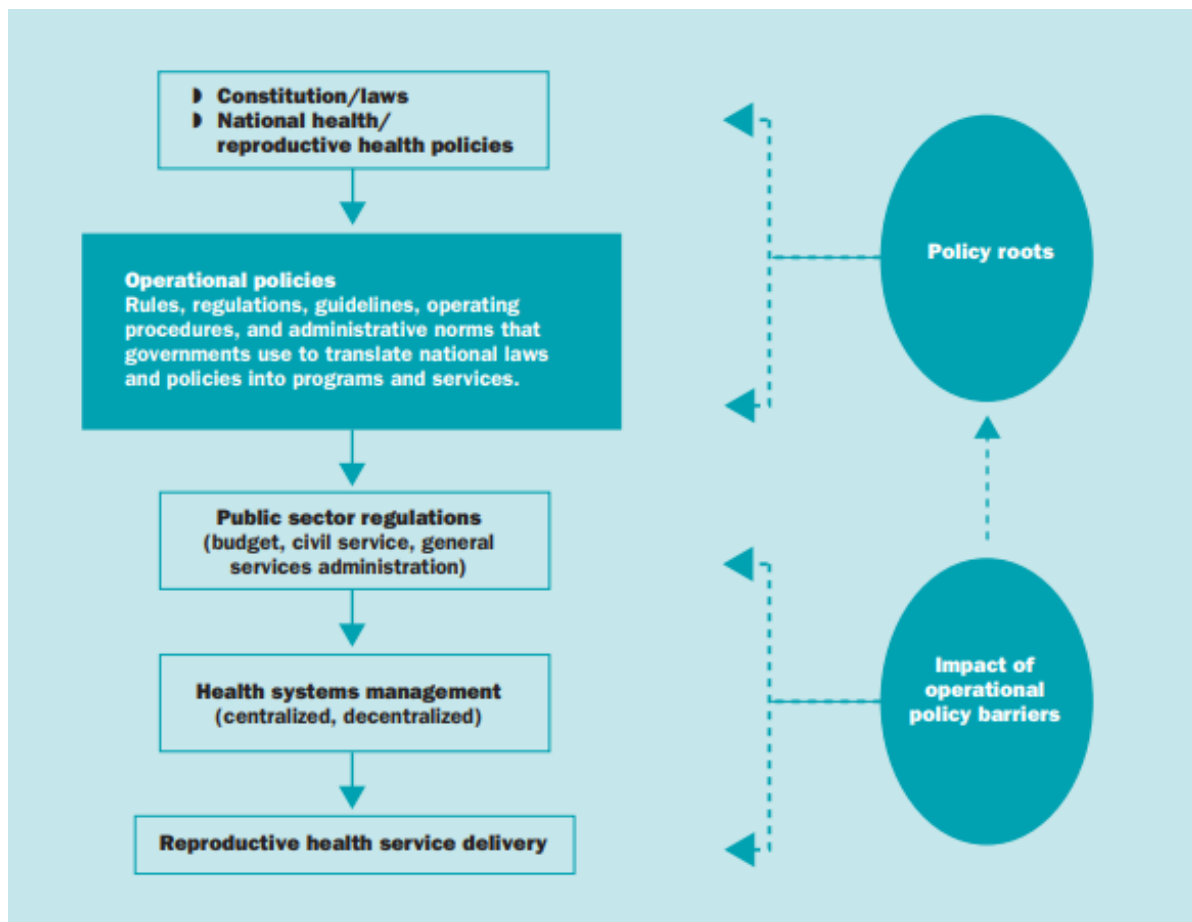 Constitution/laws
National health/
reproductive health policies
Operational policies
Rules, regulations, guidelines, operating
procedures, and administrative norms that
governments use to translate national laws
and policies into programs and services.
Public sector regulations
(budget, civil service, general
services administration)
Health systems management
(centralized, decentralized)
Reproductive health service delivery
Policy roots
Impact of
operational
policy barriers